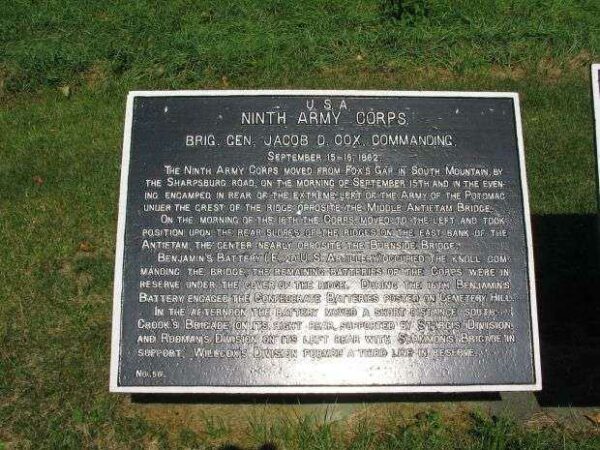 U.S.A.
NINTH ARMY CORPS.
BRIG. GEN. JACOB D. COX, COMMANDING.
SEPTEMBER 15-16, 1862.
THE NINTH ARMY CORPS MOVED FROM FOX'S GAP, IN SOUTH MOUNTAIN, BY
THE SHARPSBURG ROAD, ON THE MORNING OF SEPTEMBER 15TH AND IN THE EVEN-
ING ENCAMPED IN REAR OF THE EXTREME LEFT OF THE ARMY OF THE POTOMAC
UNDER THE CREST OF THE RIDGE OPPOSITE THE MIDDLE ANTIETAM BRIDGE.
ON THE MORNING OF THE 16TH THE CORPS MOVED TO THE LEFT AND TOOK
POSITION UPON THE REAR SLOPES OF THE RIDGES ON THE EAST BANK OF THE
ANTIETAM, THE CENTER NEARLY OPPOSITE THE BURNSIDE BRIDGE.
BENJAMIN'S BATTERY (E, 2D U.S. ARTILLERY) OCCUPIED THE KNOLL COM-
MANDING THE BRIDGE, THE REMAINING BATTERIES OF THE CORPS WERE IN
RESERVE UNDER THE COVER OF THE RIDGE. DURING THE 16TH BENJAMIN'S
BATTERY ENGAGED THE CONFEDERATE BATTERIES POSTED ON CEMETERY HILL.
IN THE AFTERNOON THE BATTERY MOVED A SHORT DISTANCE SOUTH,
CROOK'S BRIGADE ON ITS RIGHT REAR, SUPPORTED BY STURGIS' DIVISION,
AND RODMAN'S DIVISION ON ITS LEFT REAR WITH SCAMMON'S BRIGADE IN
SUPPORT. WILLCOX'S DIVISION FORMED A THIRD LINE IN RESERVE.